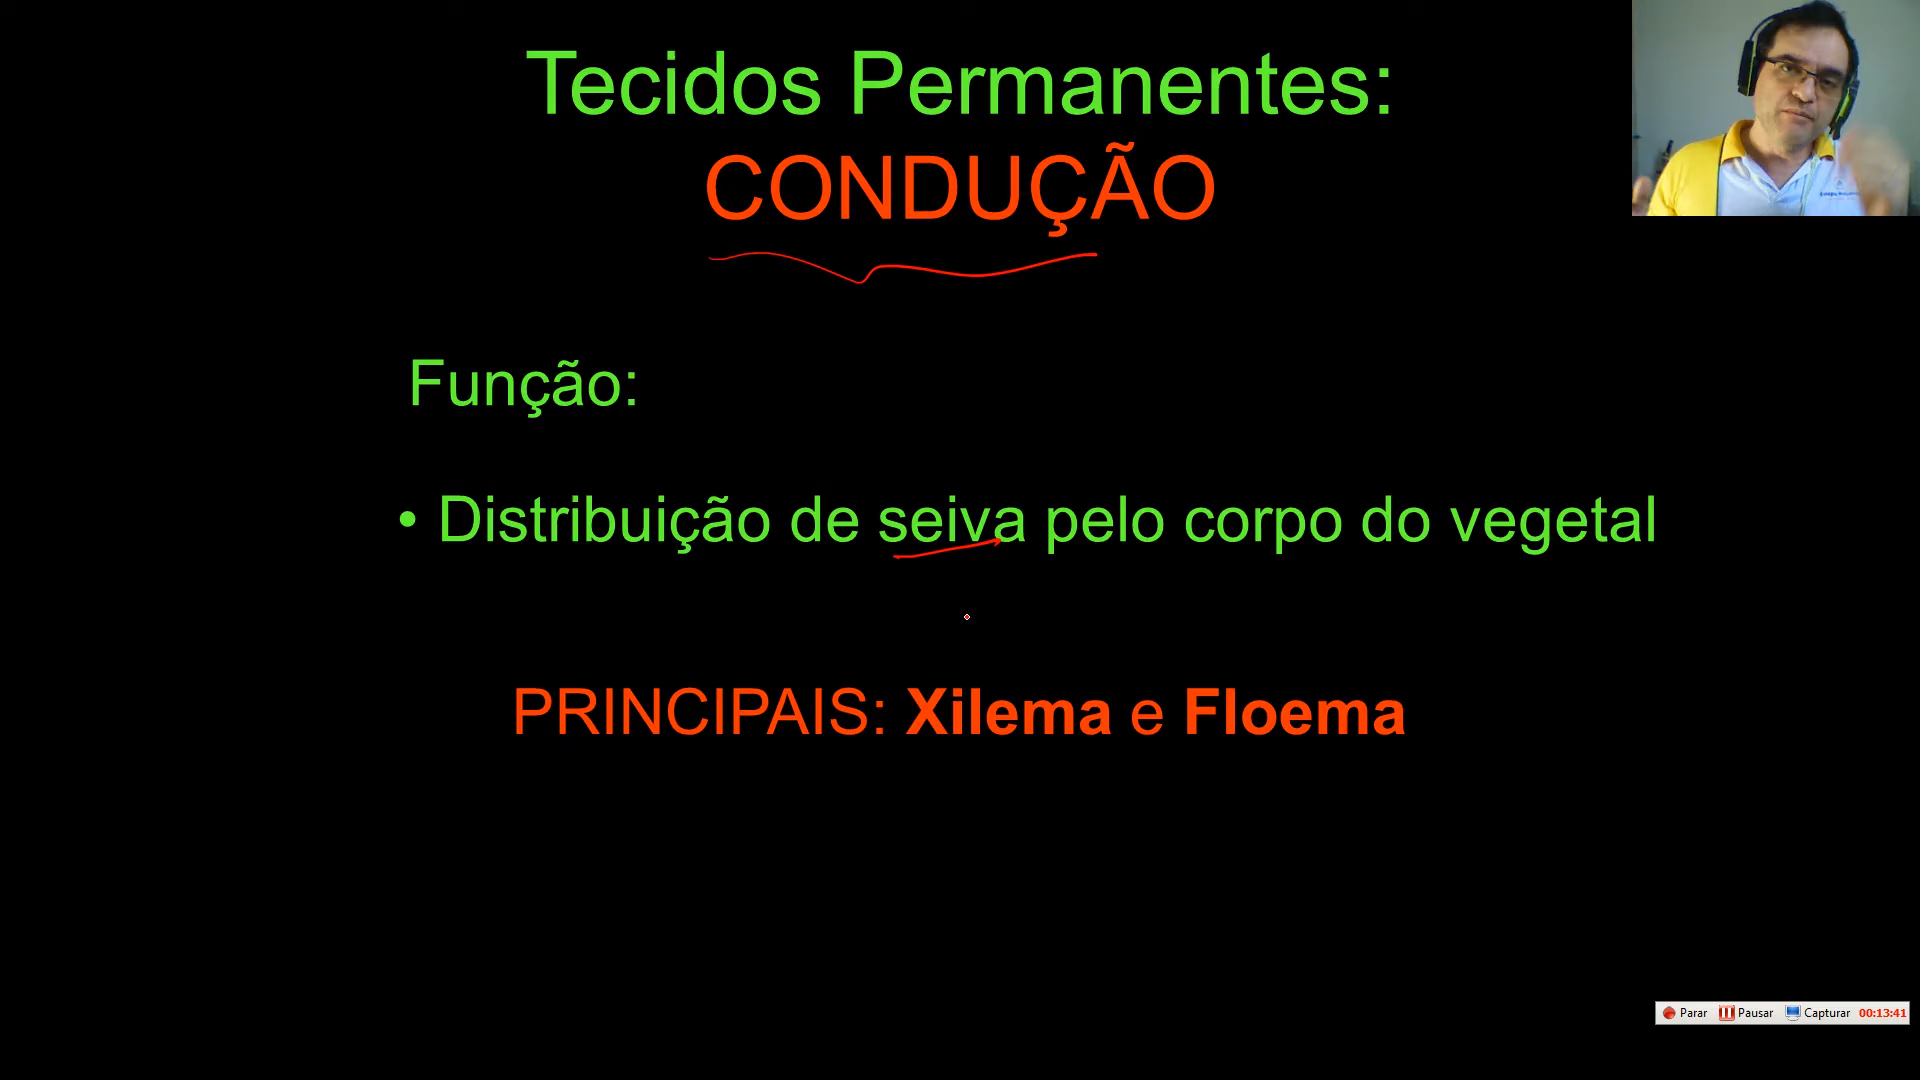 Tecidos Permanentes:
CONDUÇÃO
Função:
• Distribuição de seiva pelo corpo do vegetal
PRINCIPAIS: Xilema e Floema
Parar Pausar Capturar 00:13:41